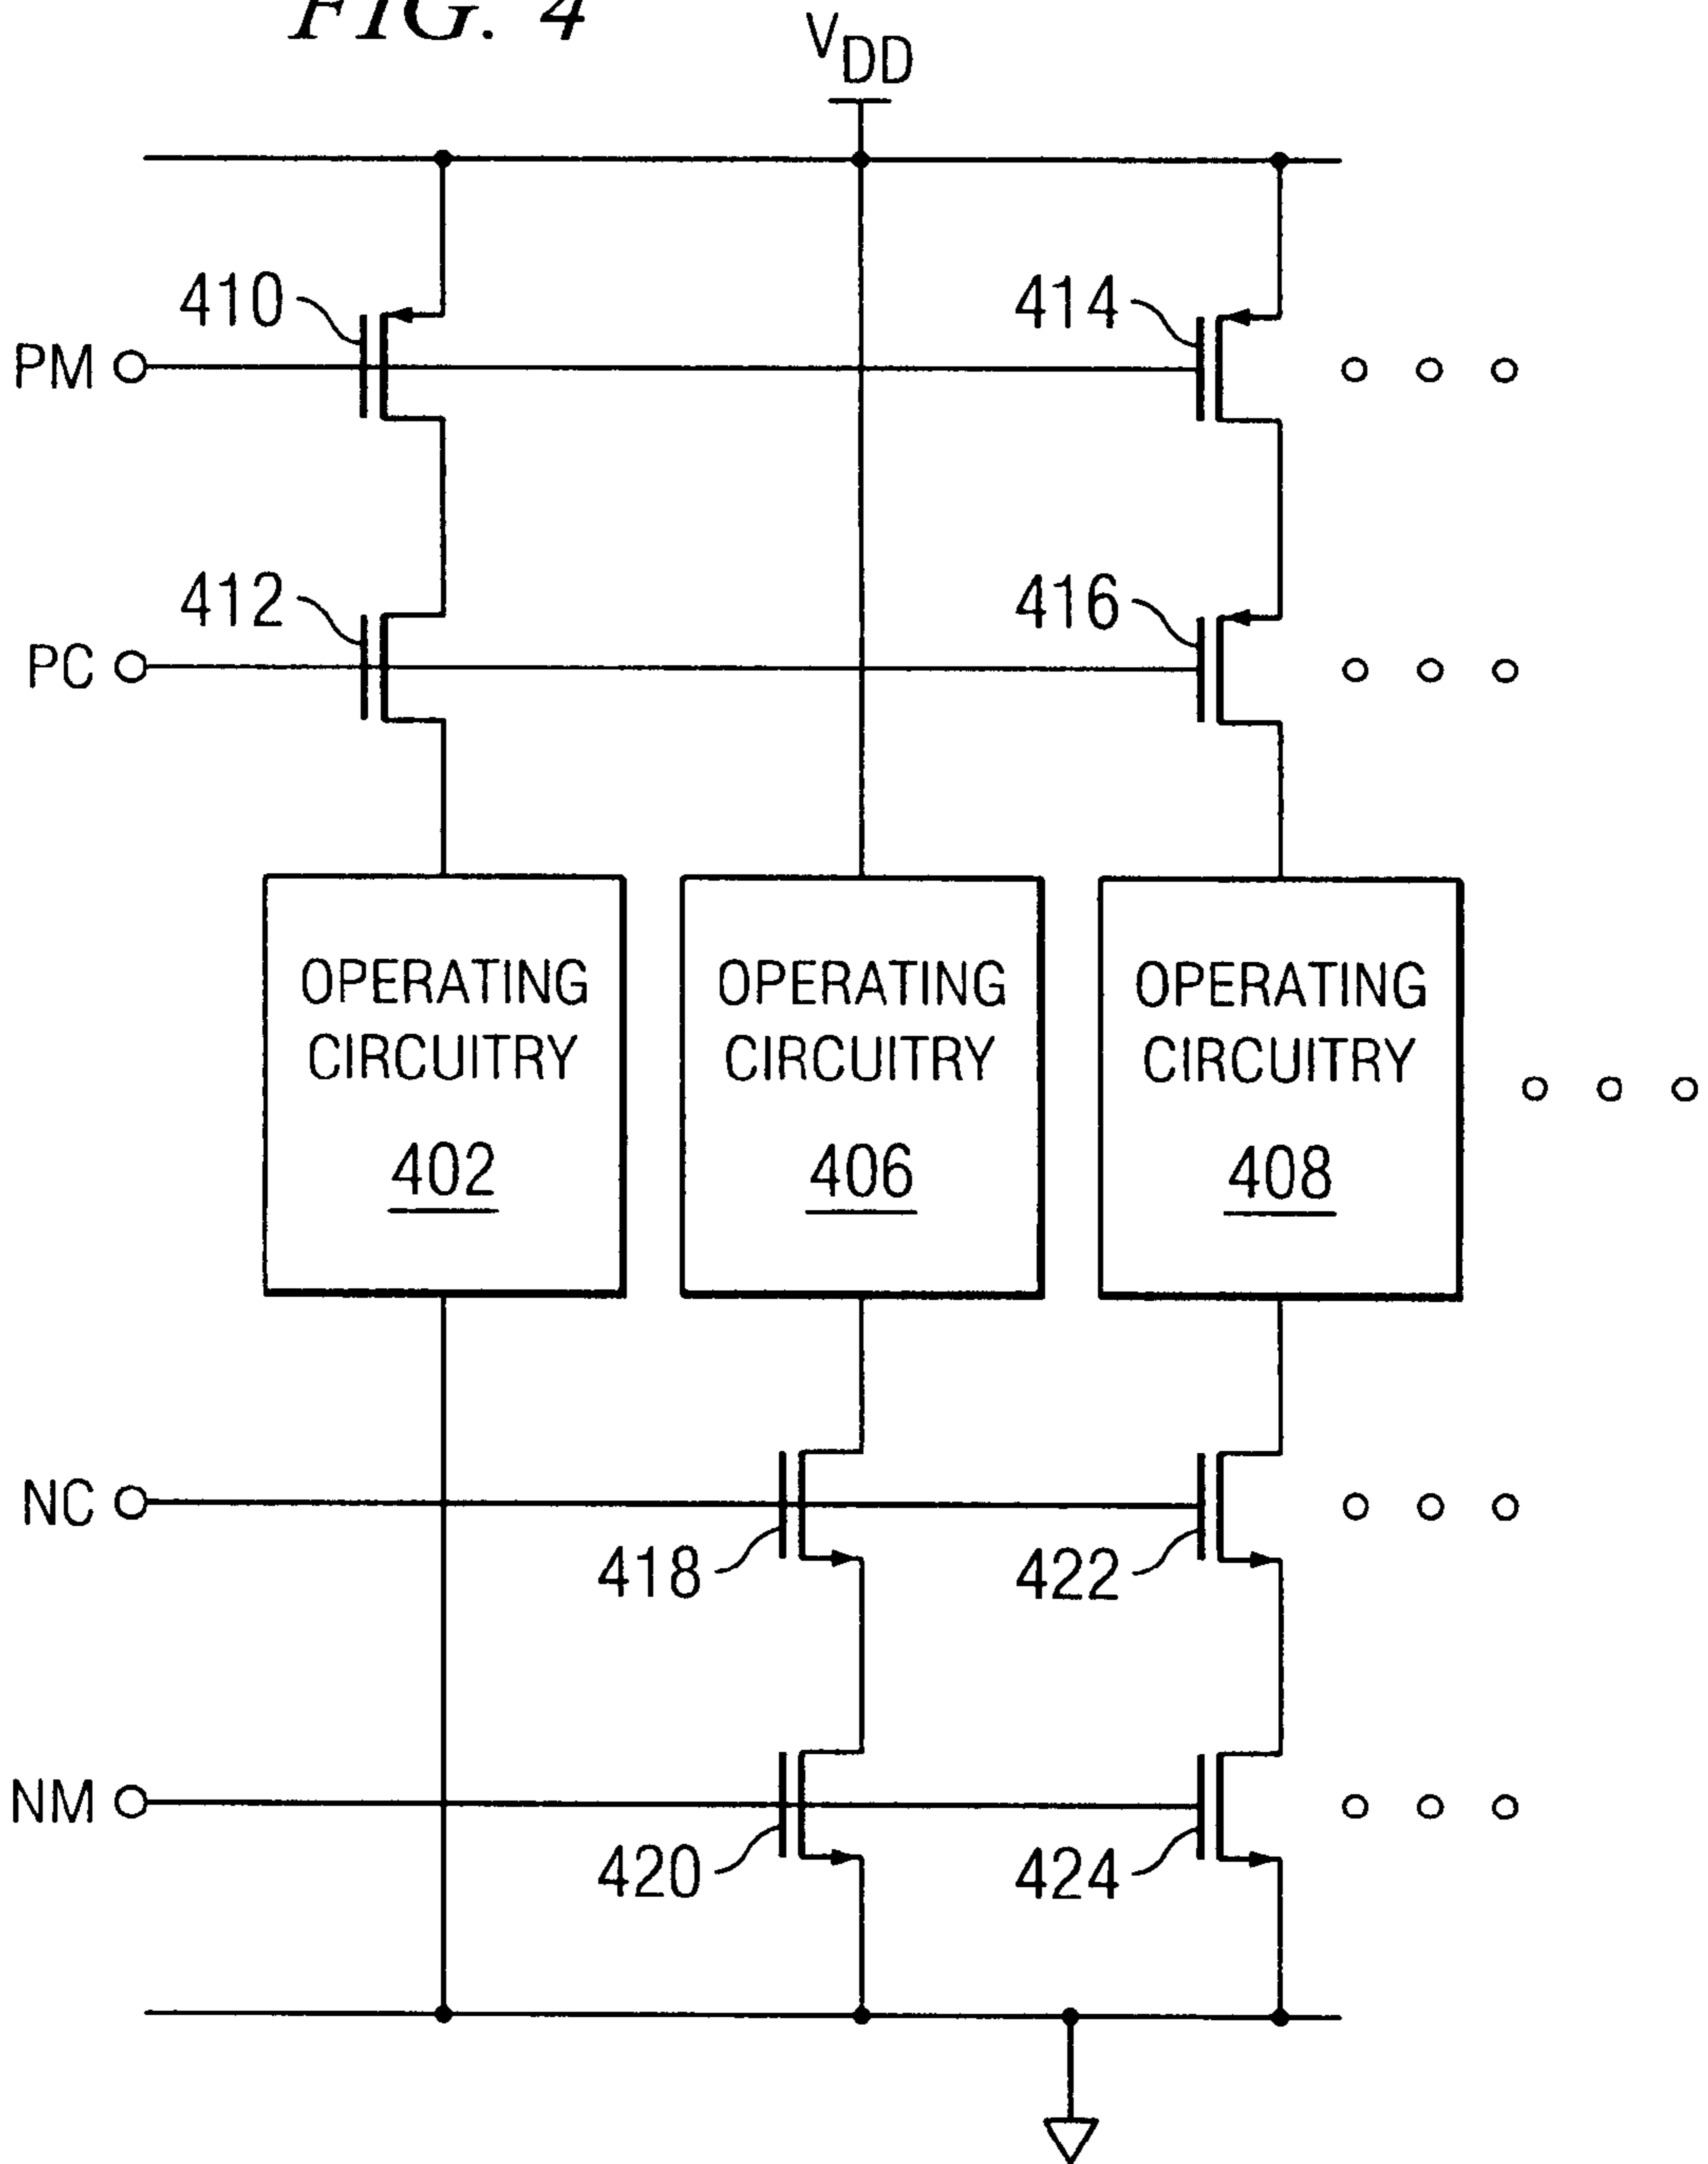 FIG. 4
VDD
410
414
PM
412
416
PC
OPERATING
CIRCUITRY
402
OPERATING
CIRCUITRY
406
OPERATING
CIRCUITRY
408
NC
418
422
NM
420
424